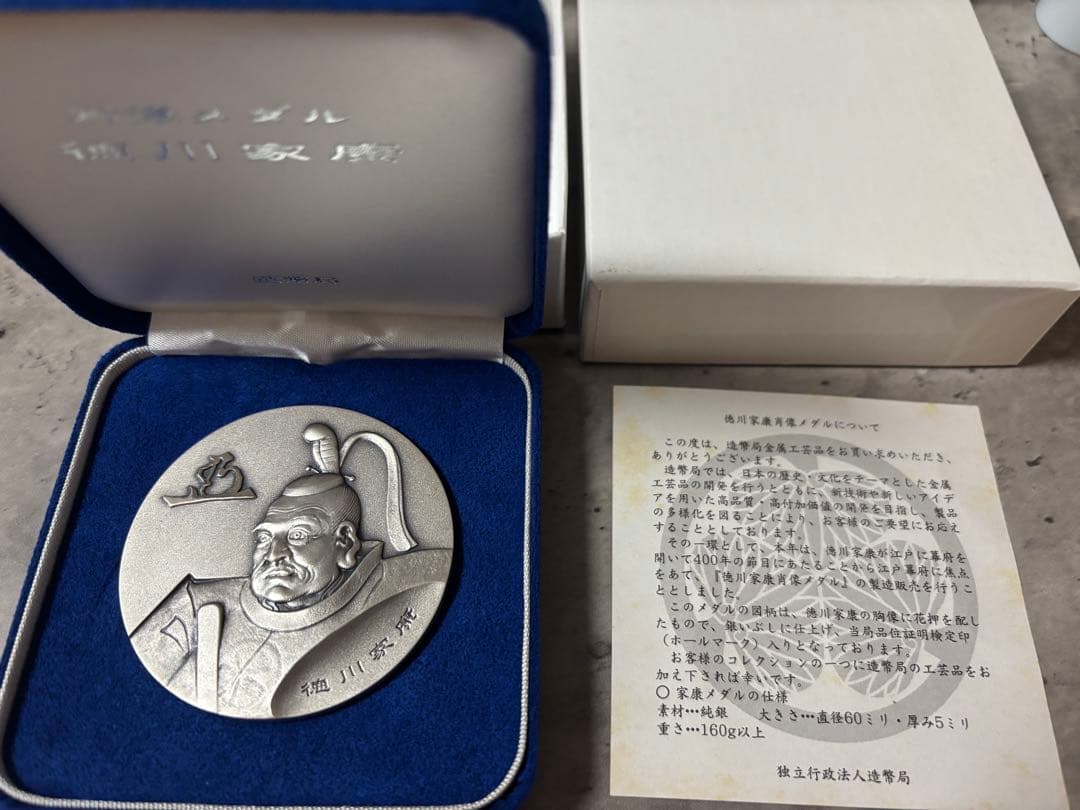 肖像メダル
徳川家康
造幣局
徳川家康
徳川家康肖像メダルについて
この度は、造幣局金属工芸品をお買い求めいただき、
ありがとうございます。
造幣局では、日本の歴史・文化をテーマとした金属
工芸品の開発を行うとともに、新技術や新しいアイデ
アを用いた高品質・高付加価値の開発を目指し、製品
の多様化を図ることにより、お客様のご要望にお応え
することとしております。
その一環として、本年は、徳川家康が江戸に幕府を
開いて400年の節目にあたることから江戸幕府に焦点
をあて、『徳川家康肖像メダル』の製造販売を行うこ
ととしました。
このメダルの図柄は、徳川家康の胸像に花押を配し
たもので、銀いぶしに仕上げ、当局品位証明検定印
(ホールマーク)入りとなっております。
お客様のコレクションの一つに造幣局の工芸品をお
加え下されば幸いです。
○ 家康メダルの仕様
素材…純銀 大きさ…直径60ミリ・厚み5ミリ
重さ…160g以上
独立行政法人造幣局